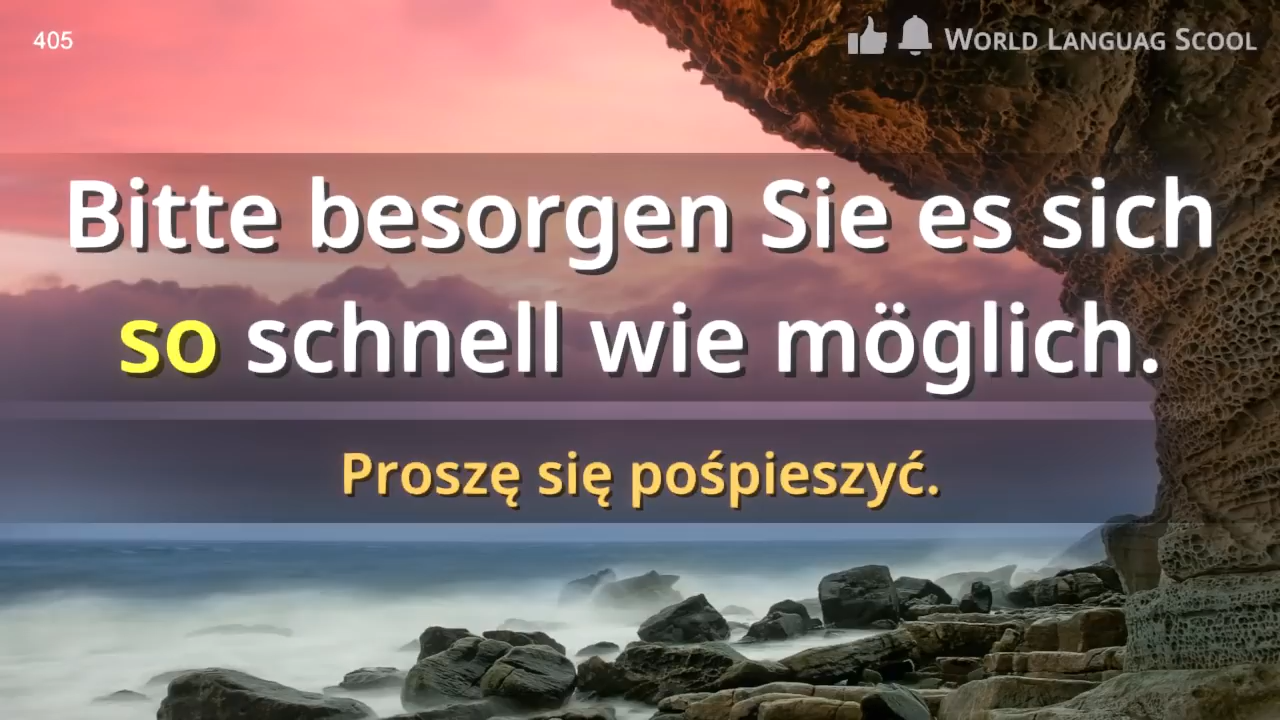 405
World Languag Scool
Bitte besorgen Sie es sich
so schnell wie möglich.
Proszę się pośpieszyć.